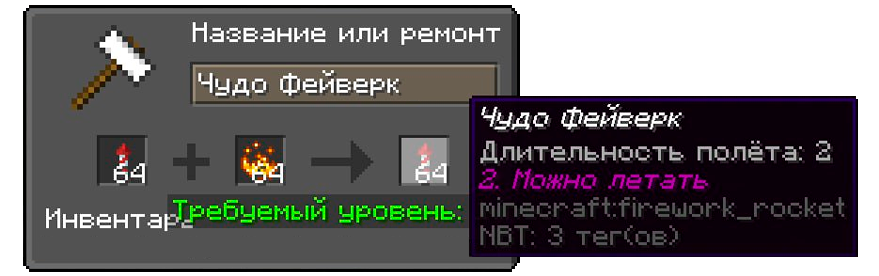 Название или ремонт
Чудо Фейверк
Чудо Фейверк
Длительность полёта: 2
2. Можно летать
minecraft:firework_rocket
NBT: 3 тег(ов)
64
64
64
Требуемый уровень:
Инвентарь